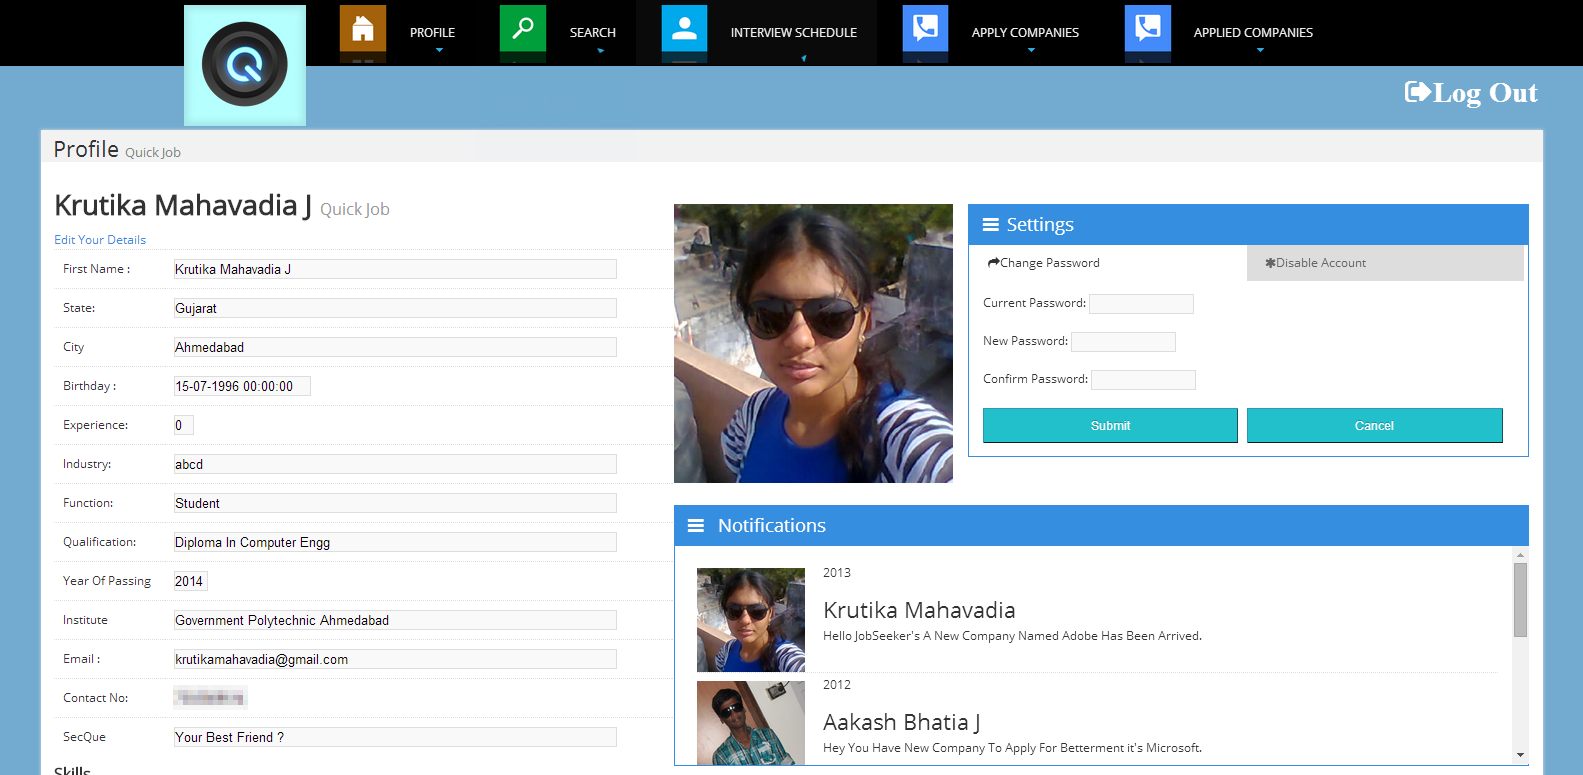 PROFILE
SEARCH
INTERVIEW SCHEDULE
APPLY COMPANIES
APPLIED COMPANIES
Log Out
Profile Quick Job
Krutika Mahavadia J Quick Job
Edit Your Details
First Name : Krutika Mahavadia J
State: Gujarat
City Ahmedabad
Birthday : 15-07-1996 00:00:00
Experience: 0
Industry: abcd
Function: Student
Qualification: Diploma In Computer Engg
Year Of Passing 2014
Institute Government Polytechnic Ahmedabad
Email : krutikamahavadia@gmail.com
Contact No:
SecQue Your Best Friend ?
Skills
Settings
Change Password
Disable Account
Current Password:
New Password:
Confirm Password:
Submit
Cancel
Notifications
2013
Krutika Mahavadia
Hello JobSeeker's A New Company Named Adobe Has Been Arrived.
2012
Aakash Bhatia J
Hey You Have New Company To Apply For Betterment it's Microsoft.